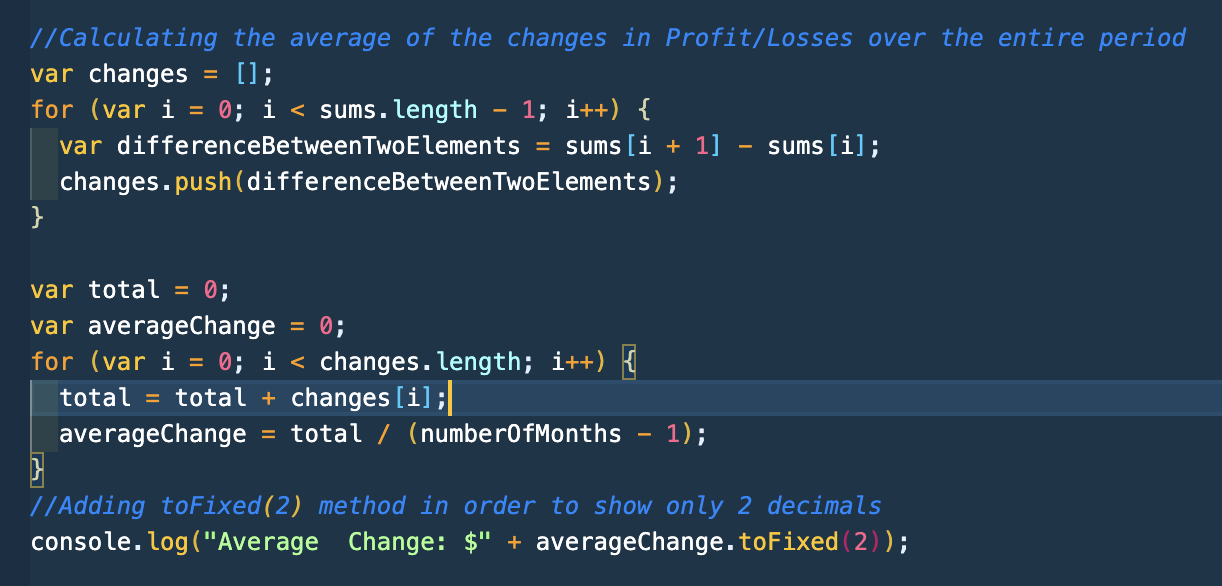 //Calculating the average of the changes in Profit/Losses over the entire period
var changes = [];
for (var i = 0; i < sums.length - 1; i++) {
  var differenceBetweenTwoElements = sums[i + 1] - sums[i];
  changes.push(differenceBetweenTwoElements);
}

var total = 0;
var averageChange = 0;
for (var i = 0; i < changes.length; i++) {
  total = total + changes[i];
  averageChange = total / (numberOfMonths - 1);
}
//Adding toFixed(2) method in order to show only 2 decimals
console.log("Average  Change: $" + averageChange.toFixed(2));